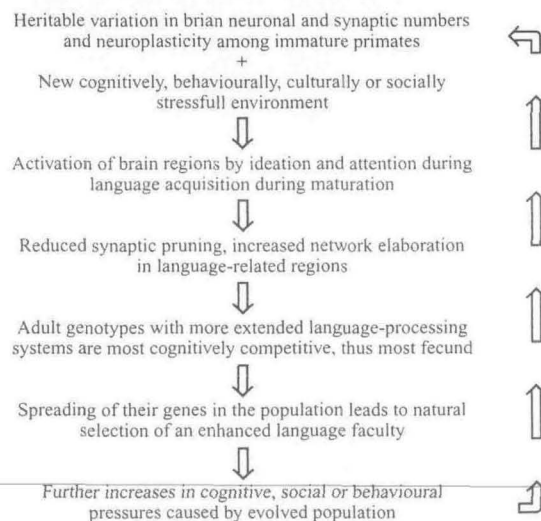 Heritable variation in brian neuronal and synaptic numbers
and neuroplasticity among immature primates
+
New cognitively, behaviourally, culturally or socially
stressfull environment
Activation of brain regions by ideation and attention during
language acquisition during maturation
Reduced synaptic pruning, increased network elaboration
in language-related regions
Adult genotypes with more extended language-processing
systems are most cognitively competitive, thus most fecund
Spreading of their genes in the population leads to natural
selection of an enhanced language faculty
Further increases in cognitive, social or behavioural
pressures caused by evolved population